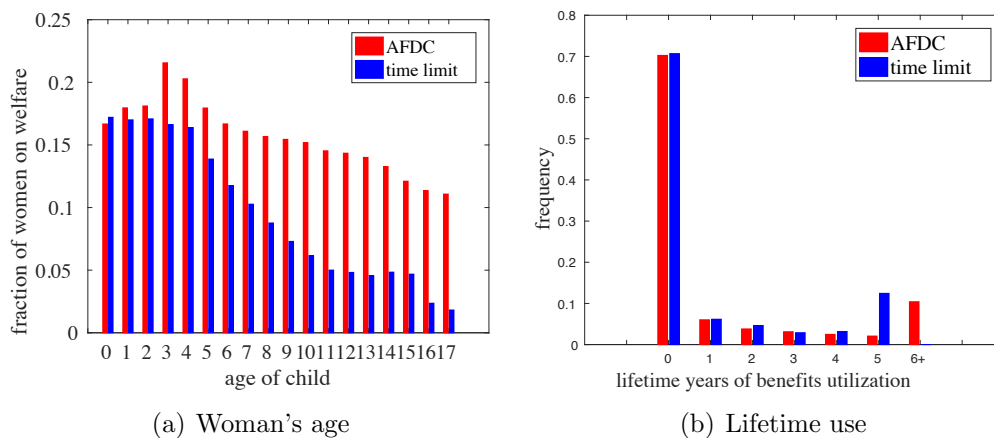 0.25
0.2
0.15
0.1
0.05
0
fraction of women on welfare
AFDC
time limit
0 1 2 3 4 5 6 7 8 9 1011121314151617
age of child
(a) Woman's age
0.8
0.7
0.6
0.5
0.4
0.3
0.2
0.1
0
frequency
AFDC
time limit
0 1 2 3 4 5 6+
lifetime years of benefits utilization
(b) Lifetime use